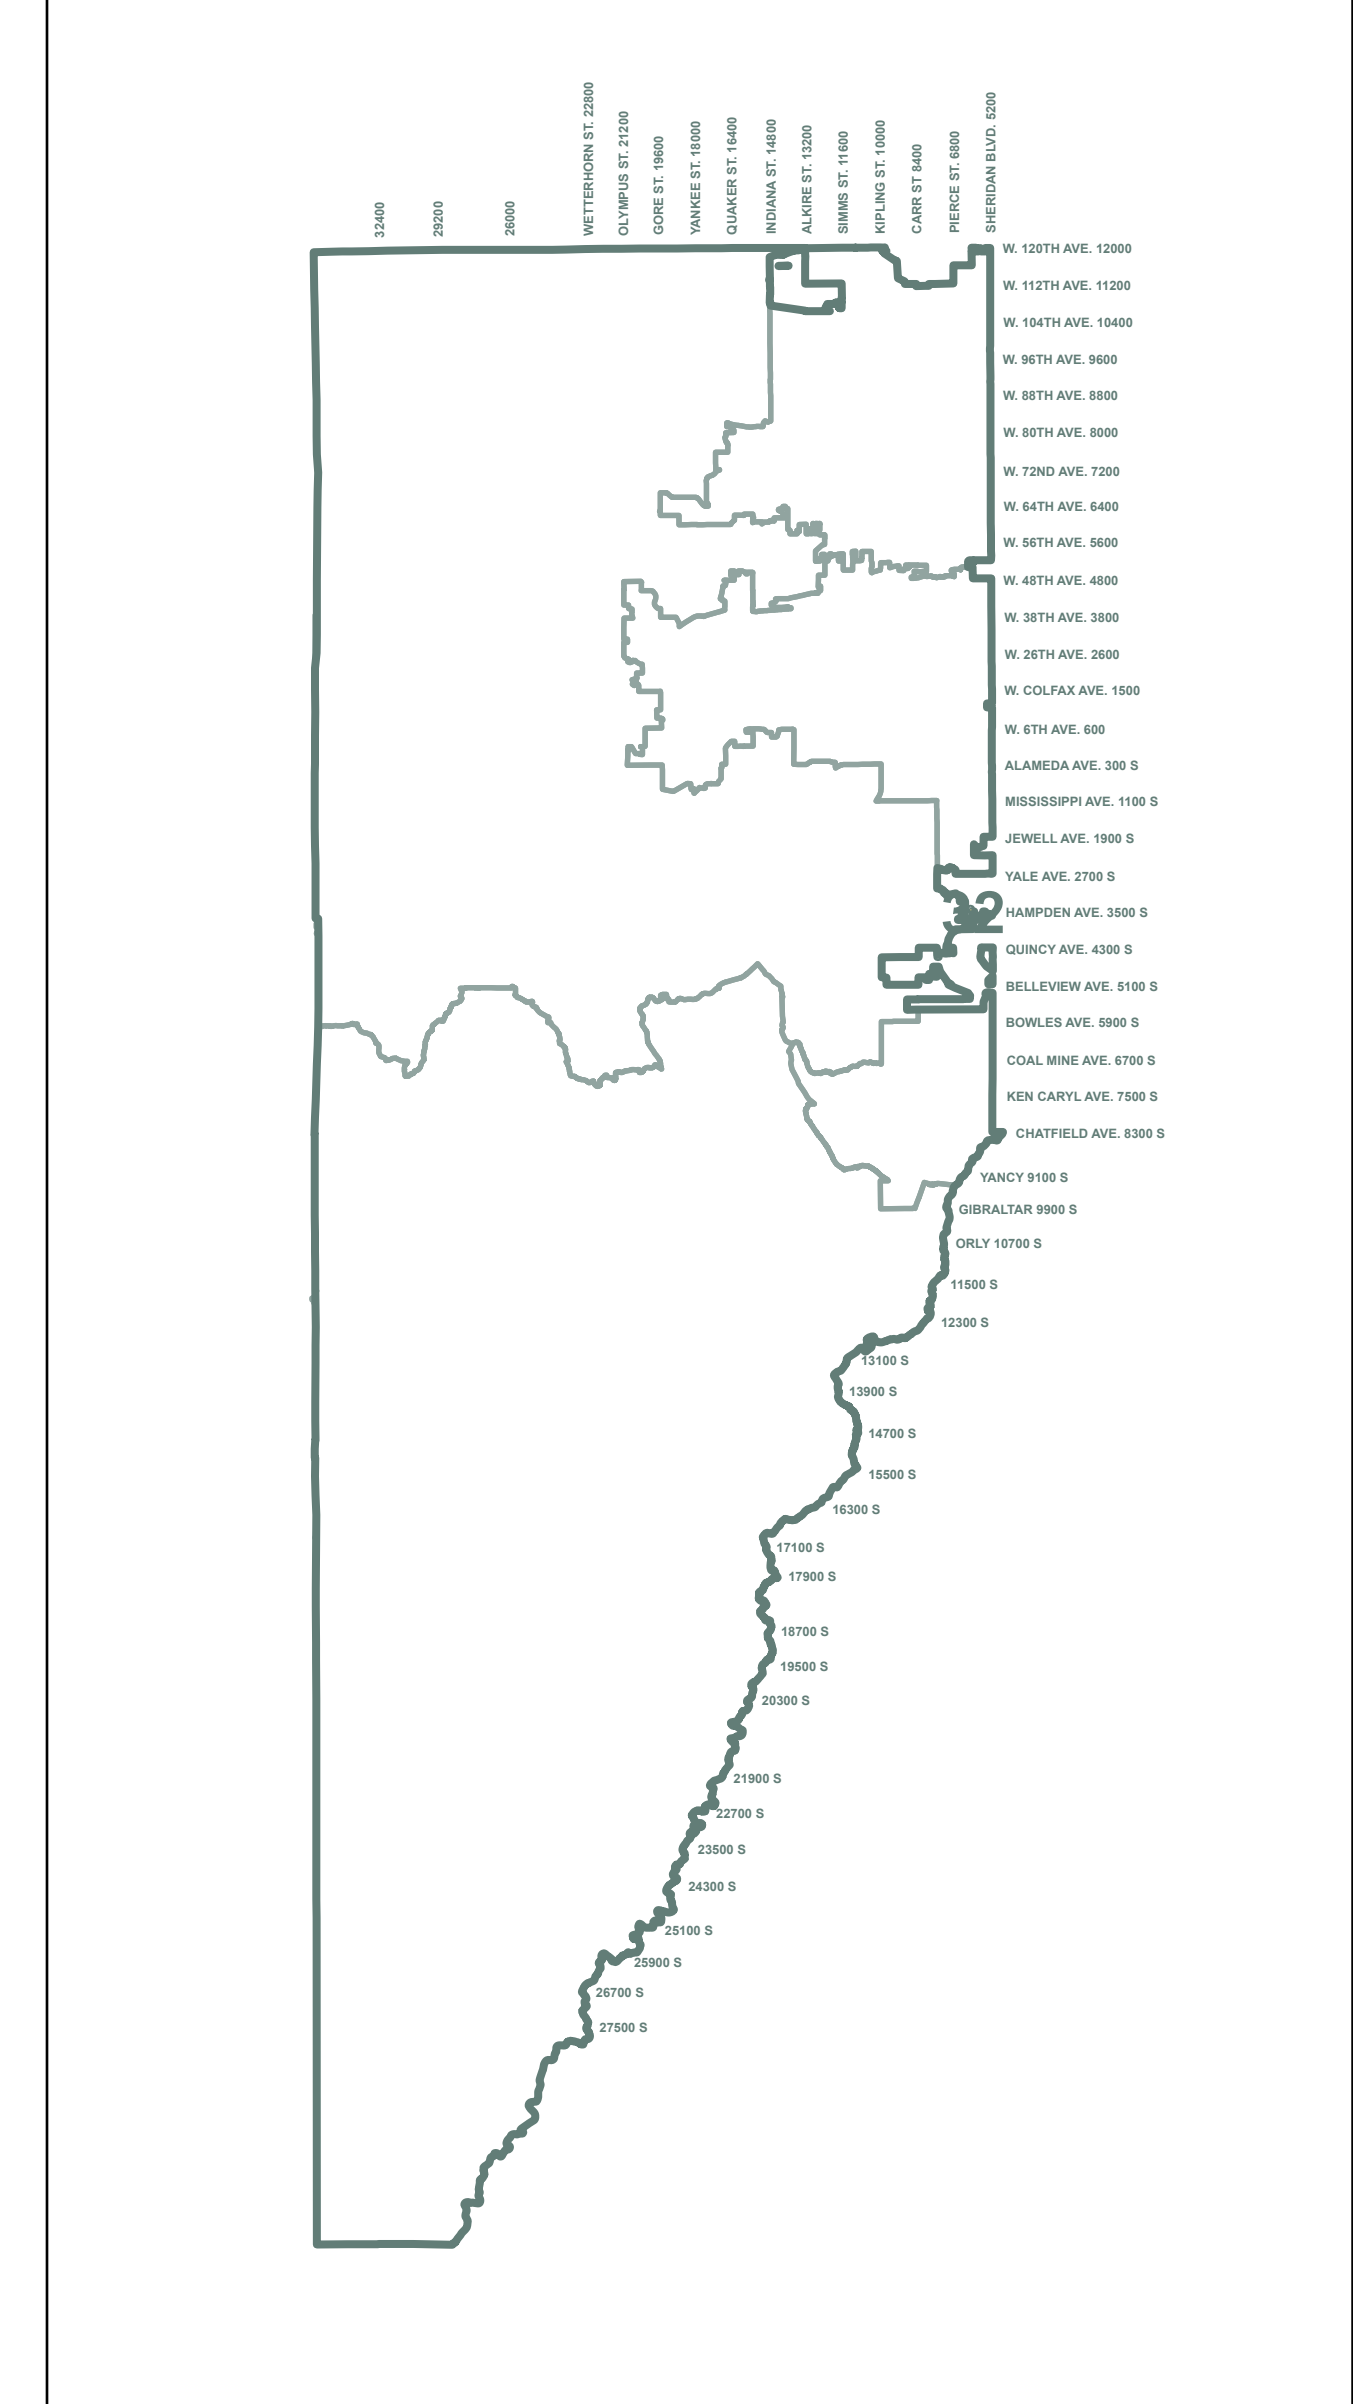 32400
29200
26000
WETTERHORN ST. 22800
OLYMPUS ST. 21200
GORE ST. 19600
YANKEE ST. 18000
QUAKER ST. 16400
INDIANA ST. 14800
ALKIRE ST. 13200
SIMMS ST. 11600
KIPLING ST. 10000
CARR ST 8400
PIERCE ST. 6800
SHERIDAN BLVD. 5200
W. 120TH AVE. 12000
W. 112TH AVE. 11200
W. 104TH AVE. 10400
W. 96TH AVE. 9600
W. 88TH AVE. 8800
W. 80TH AVE. 8000
W. 72ND AVE. 7200
W. 64TH AVE. 6400
W. 56TH AVE. 5600
W. 48TH AVE. 4800
W. 38TH AVE. 3800
W. 26TH AVE. 2600
W. COLFAX AVE. 1500
W. 6TH AVE. 600
ALAMEDA AVE. 300 S
MISSISSIPPI AVE. 1100 S
JEWELL AVE. 1900 S
YALE AVE. 2700 S
HAMPDEN AVE. 3500 S
QUINCY AVE. 4300 S
BELLEVIEW AVE. 5100 S
BOWLES AVE. 5900 S
COAL MINE AVE. 6700 S
KEN CARYL AVE. 7500 S
CHATFIELD AVE. 8300 S
YANCY 9100 S
GIBRALTAR 9900 S
ORLY 10700 S
11500 S
12300 S
13100 S
13900 S
14700 S
15500 S
16300 S
17100 S
17900 S
18700 S
19500 S
20300 S
21900 S
22700 S
23500 S
24300 S
25100 S
25900 S
26700 S
27500 S